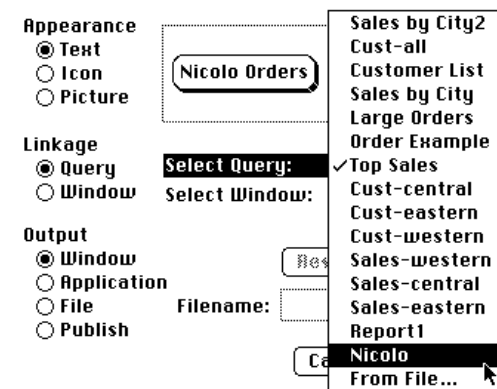 Appearance
Text
Icon
Picture
Nicolo Orders
Linkage
Query
Window
Select Query:
Select Window:
Output
Window
Application
File
Publish
Filename:
Sales by City2
Cust-all
Customer List
Sales by City
Large Orders
Order Example
✓Top Sales
Cust-central
Cust-eastern
Cust-western
Sales-western
Sales-central
Sales-eastern
Report1
Nicolo
From File...